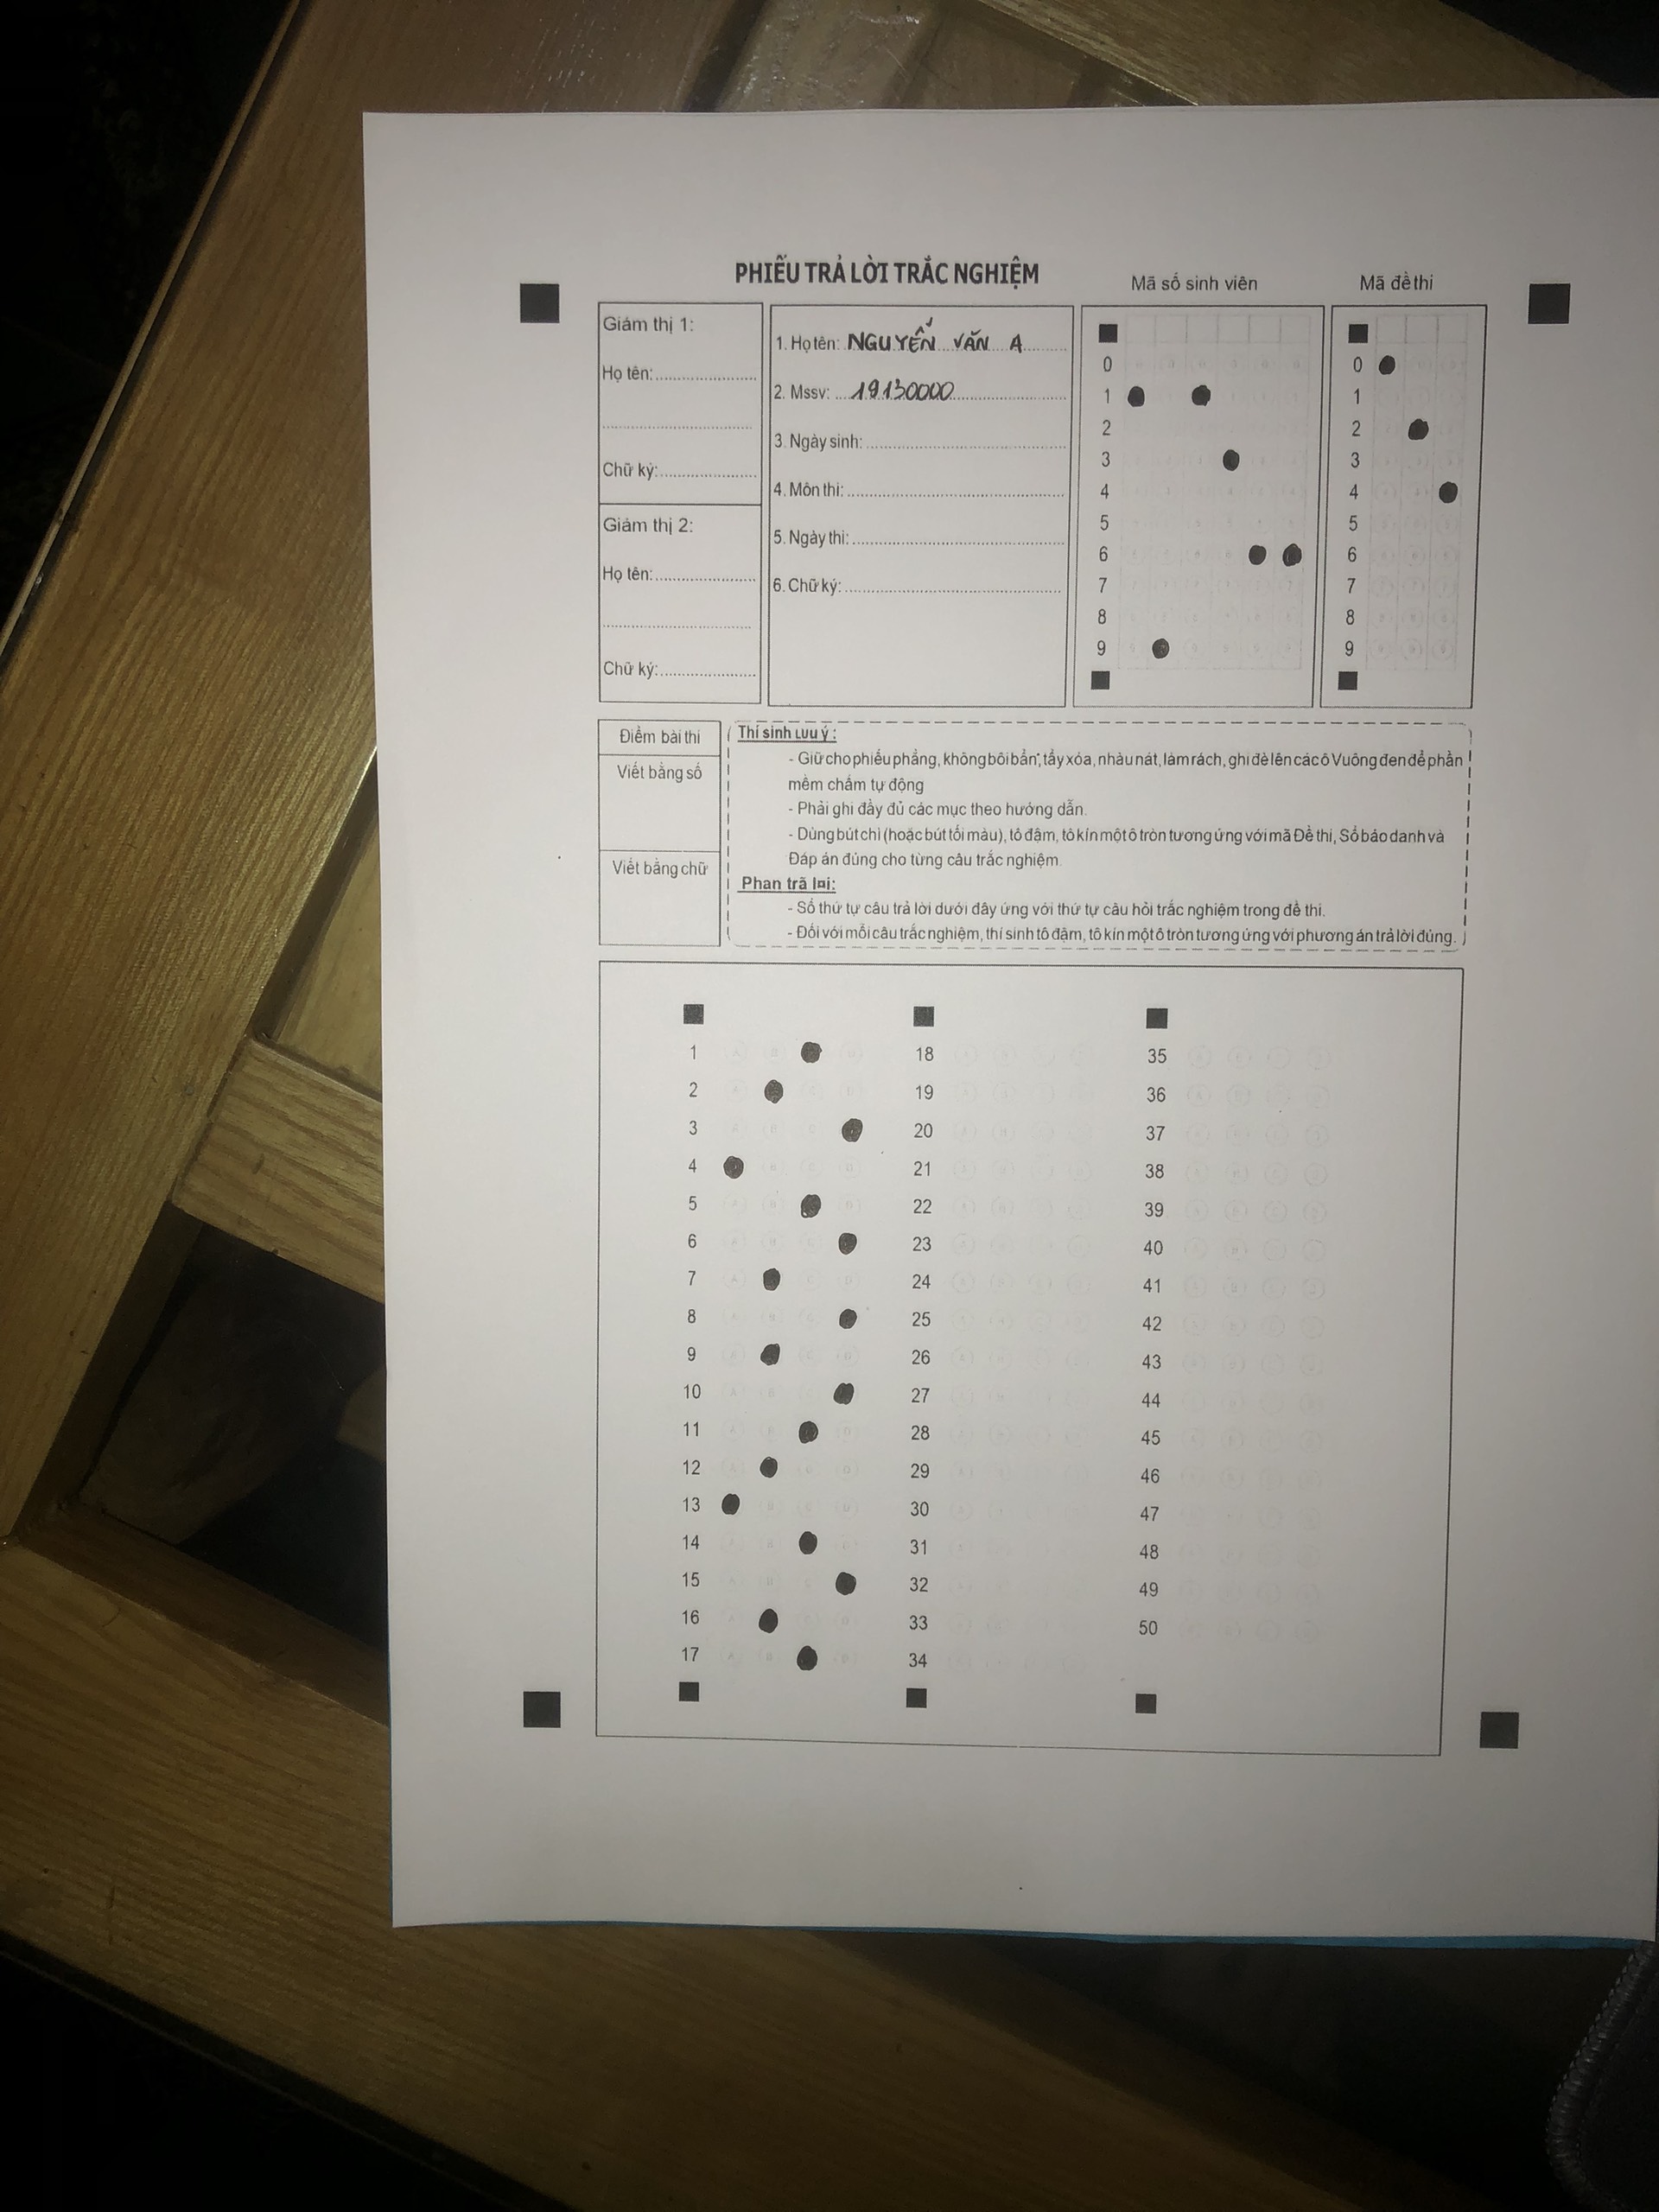 PHIẾU TRẢ LỜI TRẮC NGHIỆM
Mã số sinh viên
Mã đề thi
Giám thị 1:
Họ tên:
Chữ ký:
Giám thị 2:
Họ tên:
Chữ ký:
1. Họ tên: NGUYỄN VĂN A
2. Mssv: 19130000
3. Ngày sinh:
4. Môn thi:
5. Ngày thi:
6. Chữ ký:
0
1
2
3
4
5
6
7
8
9
0
1
2
3
4
5
6
7
8
9
Điểm bài thi
Viết bằng số
Viết bằng chữ
Thí sinh Lưu ý :
- Giữ cho phiếu phẳng, không bôi bẩn, tẩy xóa, nhàu nát, làm rách, ghi đè lên các ô Vuông đen để phần
mềm chấm tự động
- Phải ghi đầy đủ các mục theo hướng dẫn.
- Dùng bút chì (hoặc bút tối màu), tô đậm, tô kín một ô tròn tương ứng với mã Đề thi, Số báo danh và
Đáp án đúng cho từng câu trắc nghiệm.
Phan trã lɑi:
- Số thứ tự câu trả lời dưới đây ứng với thứ tự câu hỏi trắc nghiệm trong đề thi.
- Đối với mỗi câu trắc nghiệm, thí sinh tô đậm, tô kín một ô tròn tương ứng với phương án trả lời đúng.
1
2
3
4
5
6
7
8
9
10
11
12
13
14
15
16
17
18
19
20
21
22
23
24
25
26
27
28
29
30
31
32
33
34
35
36
37
38
39
40
41
42
43
44
45
46
47
48
49
50